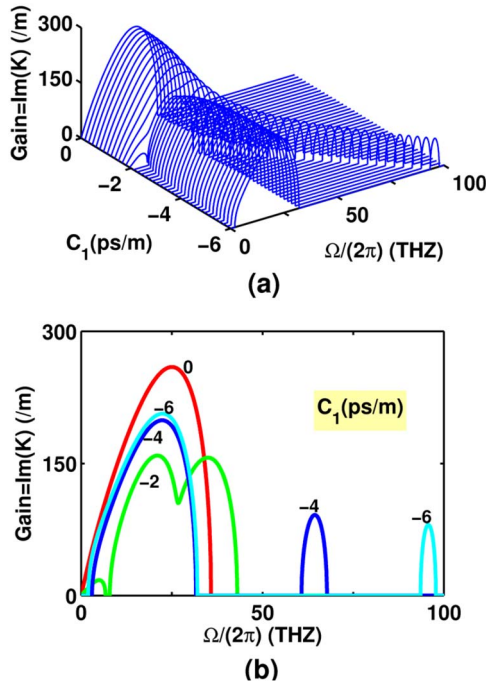 Gain=Im(K) (/m)
300
150
0
0
−2
−4
−6
C1(ps/m)
0
50
100
Ω/(2π) (THZ)
(a)
Gain=Im(K) (/m)
300
150
0
0
−6
−4
−2
C1(ps/m)
−4
−6
0
50
100
Ω/(2π) (THZ)
(b)